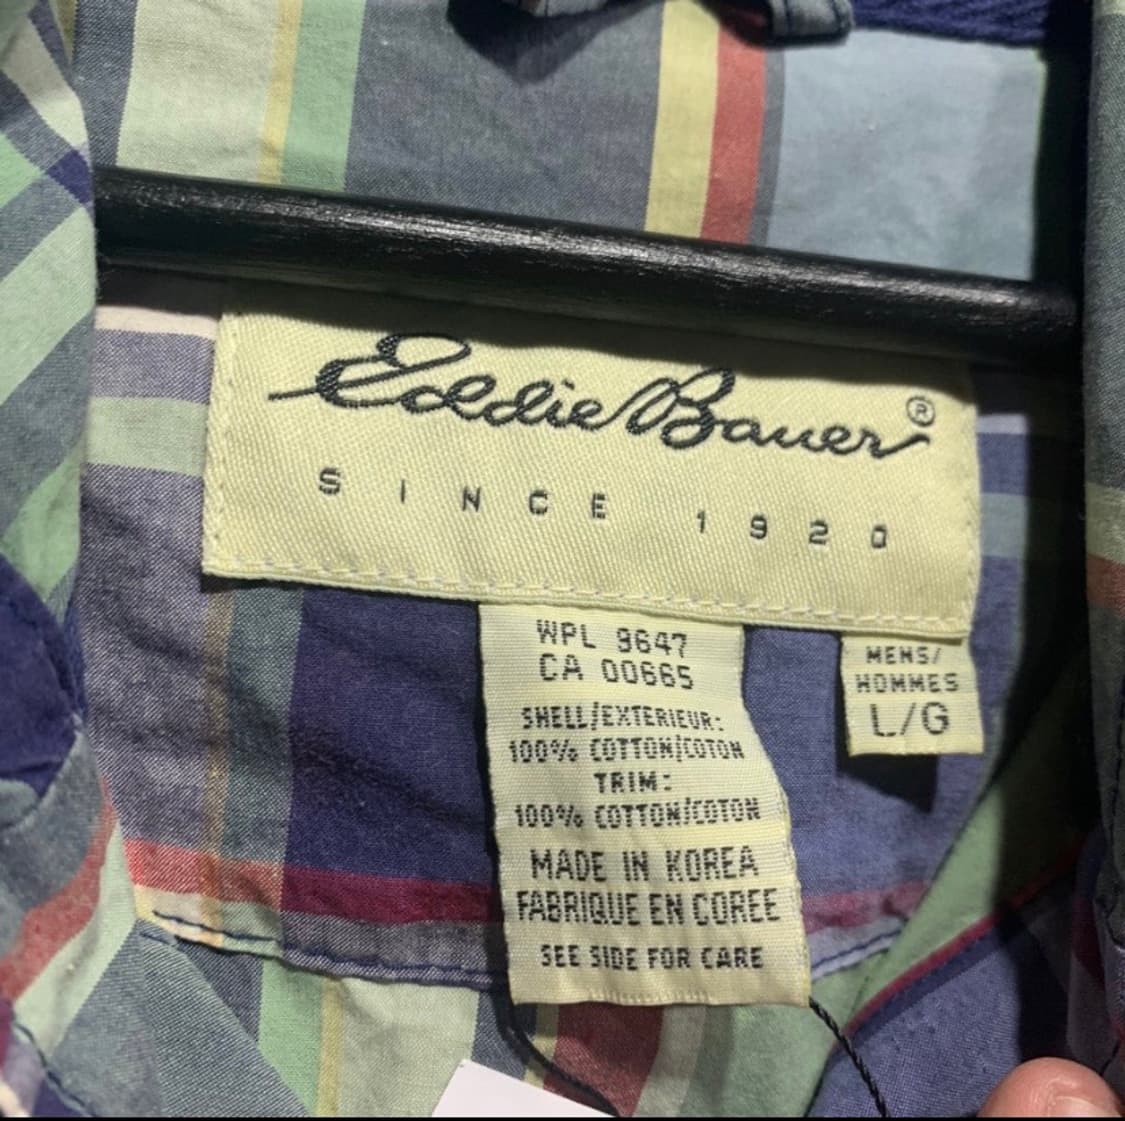 Eddie Bauer®
SINCE 1920
WPL 9647
CA 00665
SHELL/EXTERIEUR:
100% COTTON/COTON
TRIM:
100% COTTON/COTON
MADE IN KOREA
FABRIQUE EN COREE
SEE SIDE FOR CARE
MENS/
HOMMES
L/G